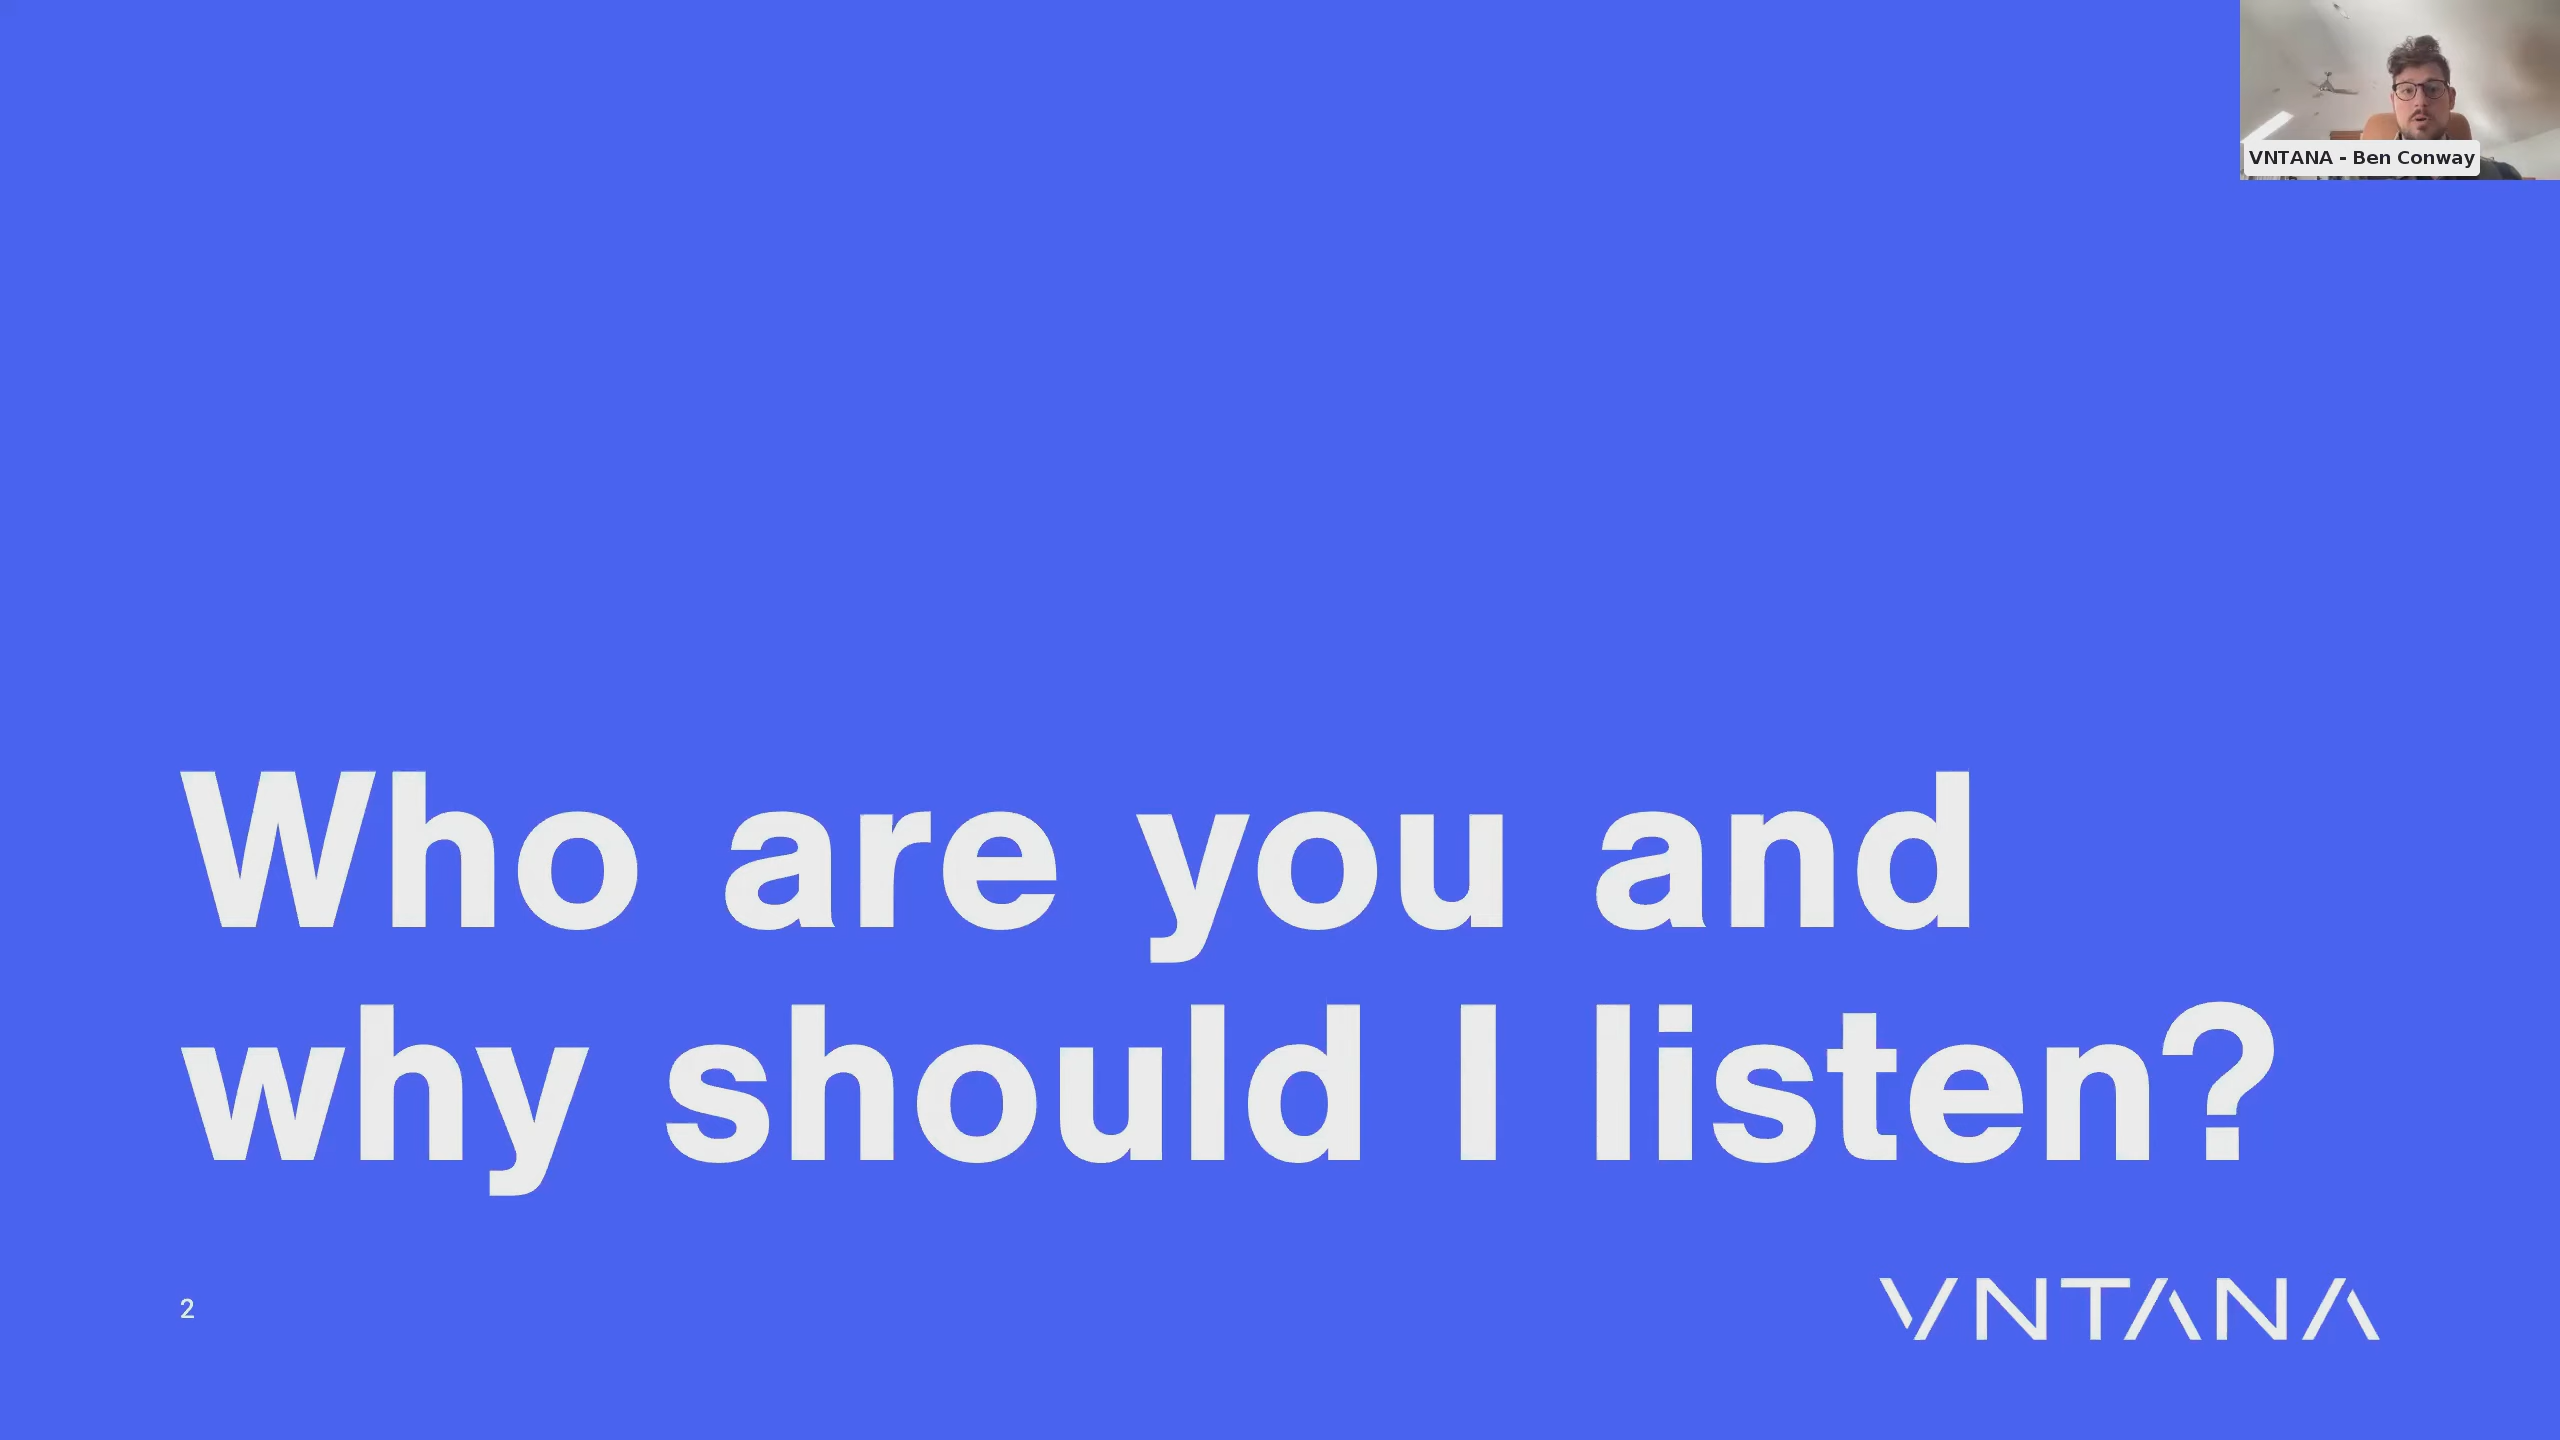 VNTANA - Ben Conway
Who are you and
why should I listen?
2
VNTANA